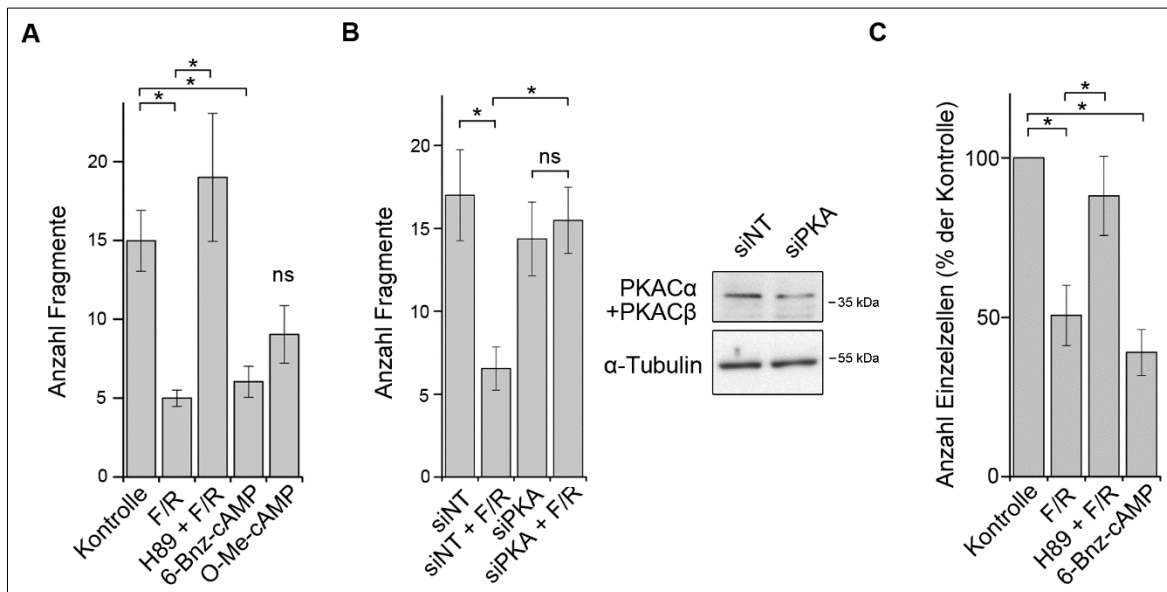 A
*
*
*
Anzahl Fragmente
20
15
10
5
0
ns
Kontrolle
F/R
H89 + F/R
6-Bnz-cAMP
O-Me-cAMP
B
*
*
ns
Anzahl Fragmente
20
15
10
5
0
siNT
siNT + F/R
siPKA
siPKA + F/R
siNT
siPKA
PKACα
+PKACβ
–35 kDa
α-Tubulin
–55 kDa
C
*
*
*
Anzahl Einzelzellen (% der Kontrolle)
100
50
0
Kontrolle
F/R
H89 + F/R
6-Bnz-cAMP